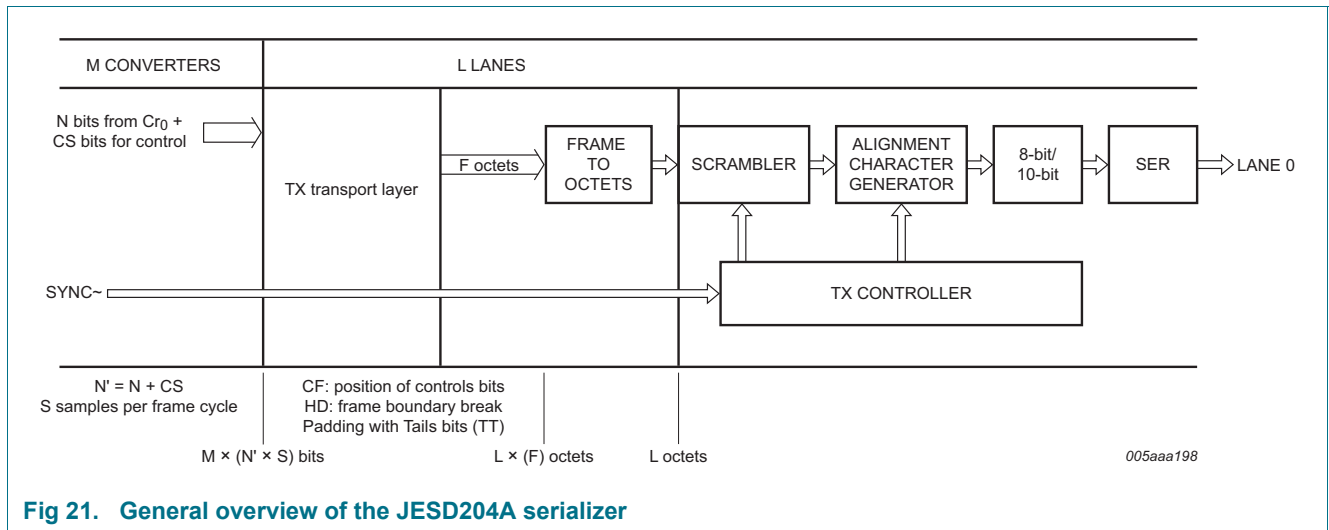 M CONVERTERS
L LANES
N bits from Cr0 +
CS bits for control
TX transport layer
F octets
FRAME
TO
OCTETS
SCRAMBLER
ALIGNMENT
CHARACTER
GENERATOR
8-bit/
10-bit
SER
LANE 0
SYNC~
TX CONTROLLER
N' = N + CS
S samples per frame cycle
CF: position of controls bits
HD: frame boundary break
Padding with Tails bits (TT)
M × (N' × S) bits
L × (F) octets
L octets
005aaa198
Fig 21. General overview of the JESD204A serializer